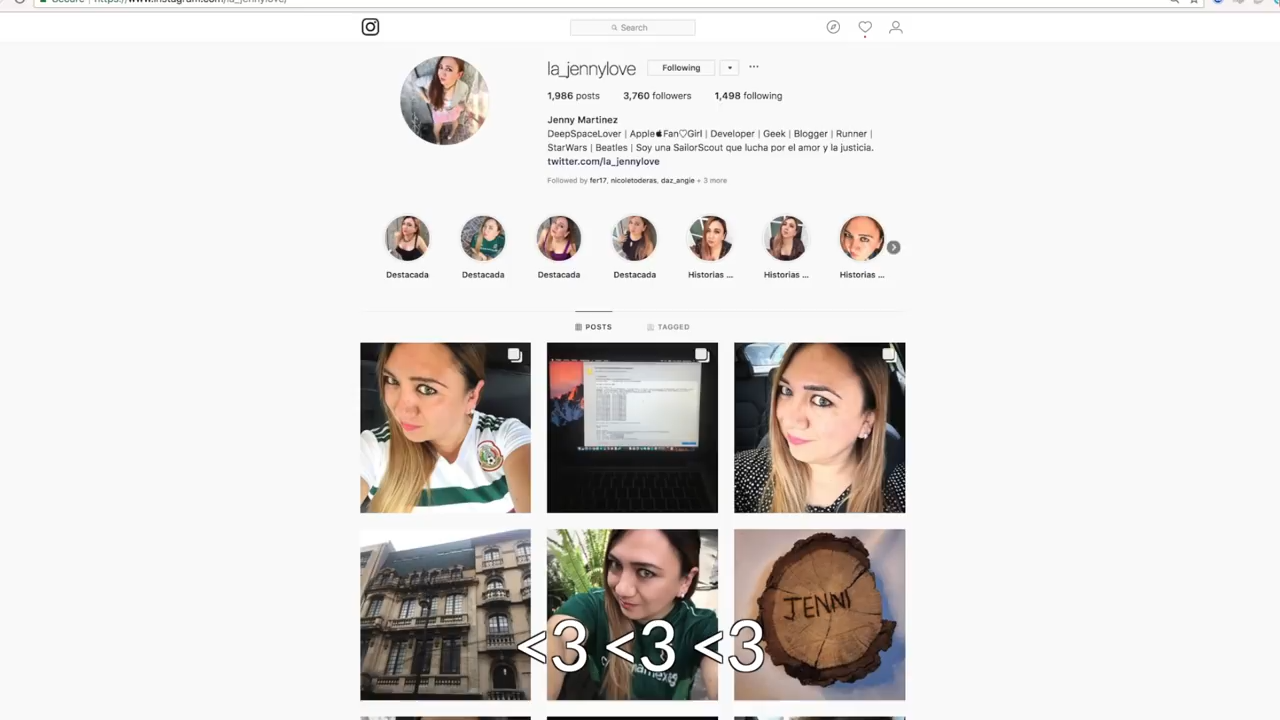 Search
la_jennylove Following
1,986 posts 3,760 followers 1,498 following
Jenny Martinez
DeepSpaceLover | AppleFan♡Girl | Developer | Geek | Blogger | Runner |
StarWars | Beatles | Soy una SailorScout que lucha por el amor y la justicia.
twitter.com/la_jennylove
Followed by fer17, nicoletoderas, daz_angie + 3 more
Destacada Destacada Destacada Destacada Historias ... Historias ... Historias ...
POSTS TAGGED
JENNI
<3 <3 <3